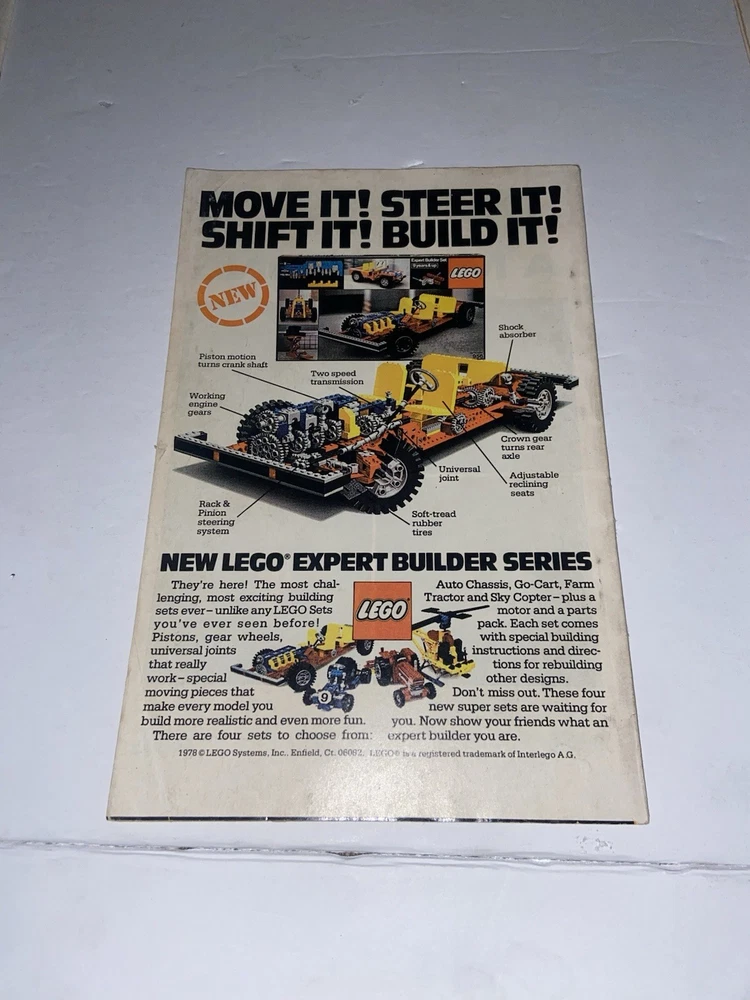 MOVE IT! STEER IT!
SHIFT IT! BUILD IT!
NEW
Expert Builder Set
LEGO
Shock
absorber
Piston motion
turns crank shaft
Two speed
transmission
Working
engine
gears
Crown gear
turns rear
axle
Universal
joint
Adjustable
reclining
seats
Rack &
Pinion
steering
system
Soft-tread
rubber
tires
NEW LEGO® EXPERT BUILDER SERIES
They're here! The most chal-
lenging, most exciting building
sets ever–unlike any LEGO Sets
you've ever seen before!
Pistons, gear wheels,
universal joints
that really
work–special
moving pieces that
make every model you
build more realistic and even more fun.
There are four sets to choose from:
LEGO
9
Auto Chassis, Go-Cart, Farm
Tractor and Sky Copter–plus a
motor and a parts
pack. Each set comes
with special building
instructions and direc-
tions for rebuilding
other designs.
Don't miss out. These four
new super sets are waiting for
you. Now show your friends what an
expert builder you are.
1978 © LEGO Systems, Inc., Enfield, Ct. 06082. LEGO® is a registered trademark of Interlego A.G.